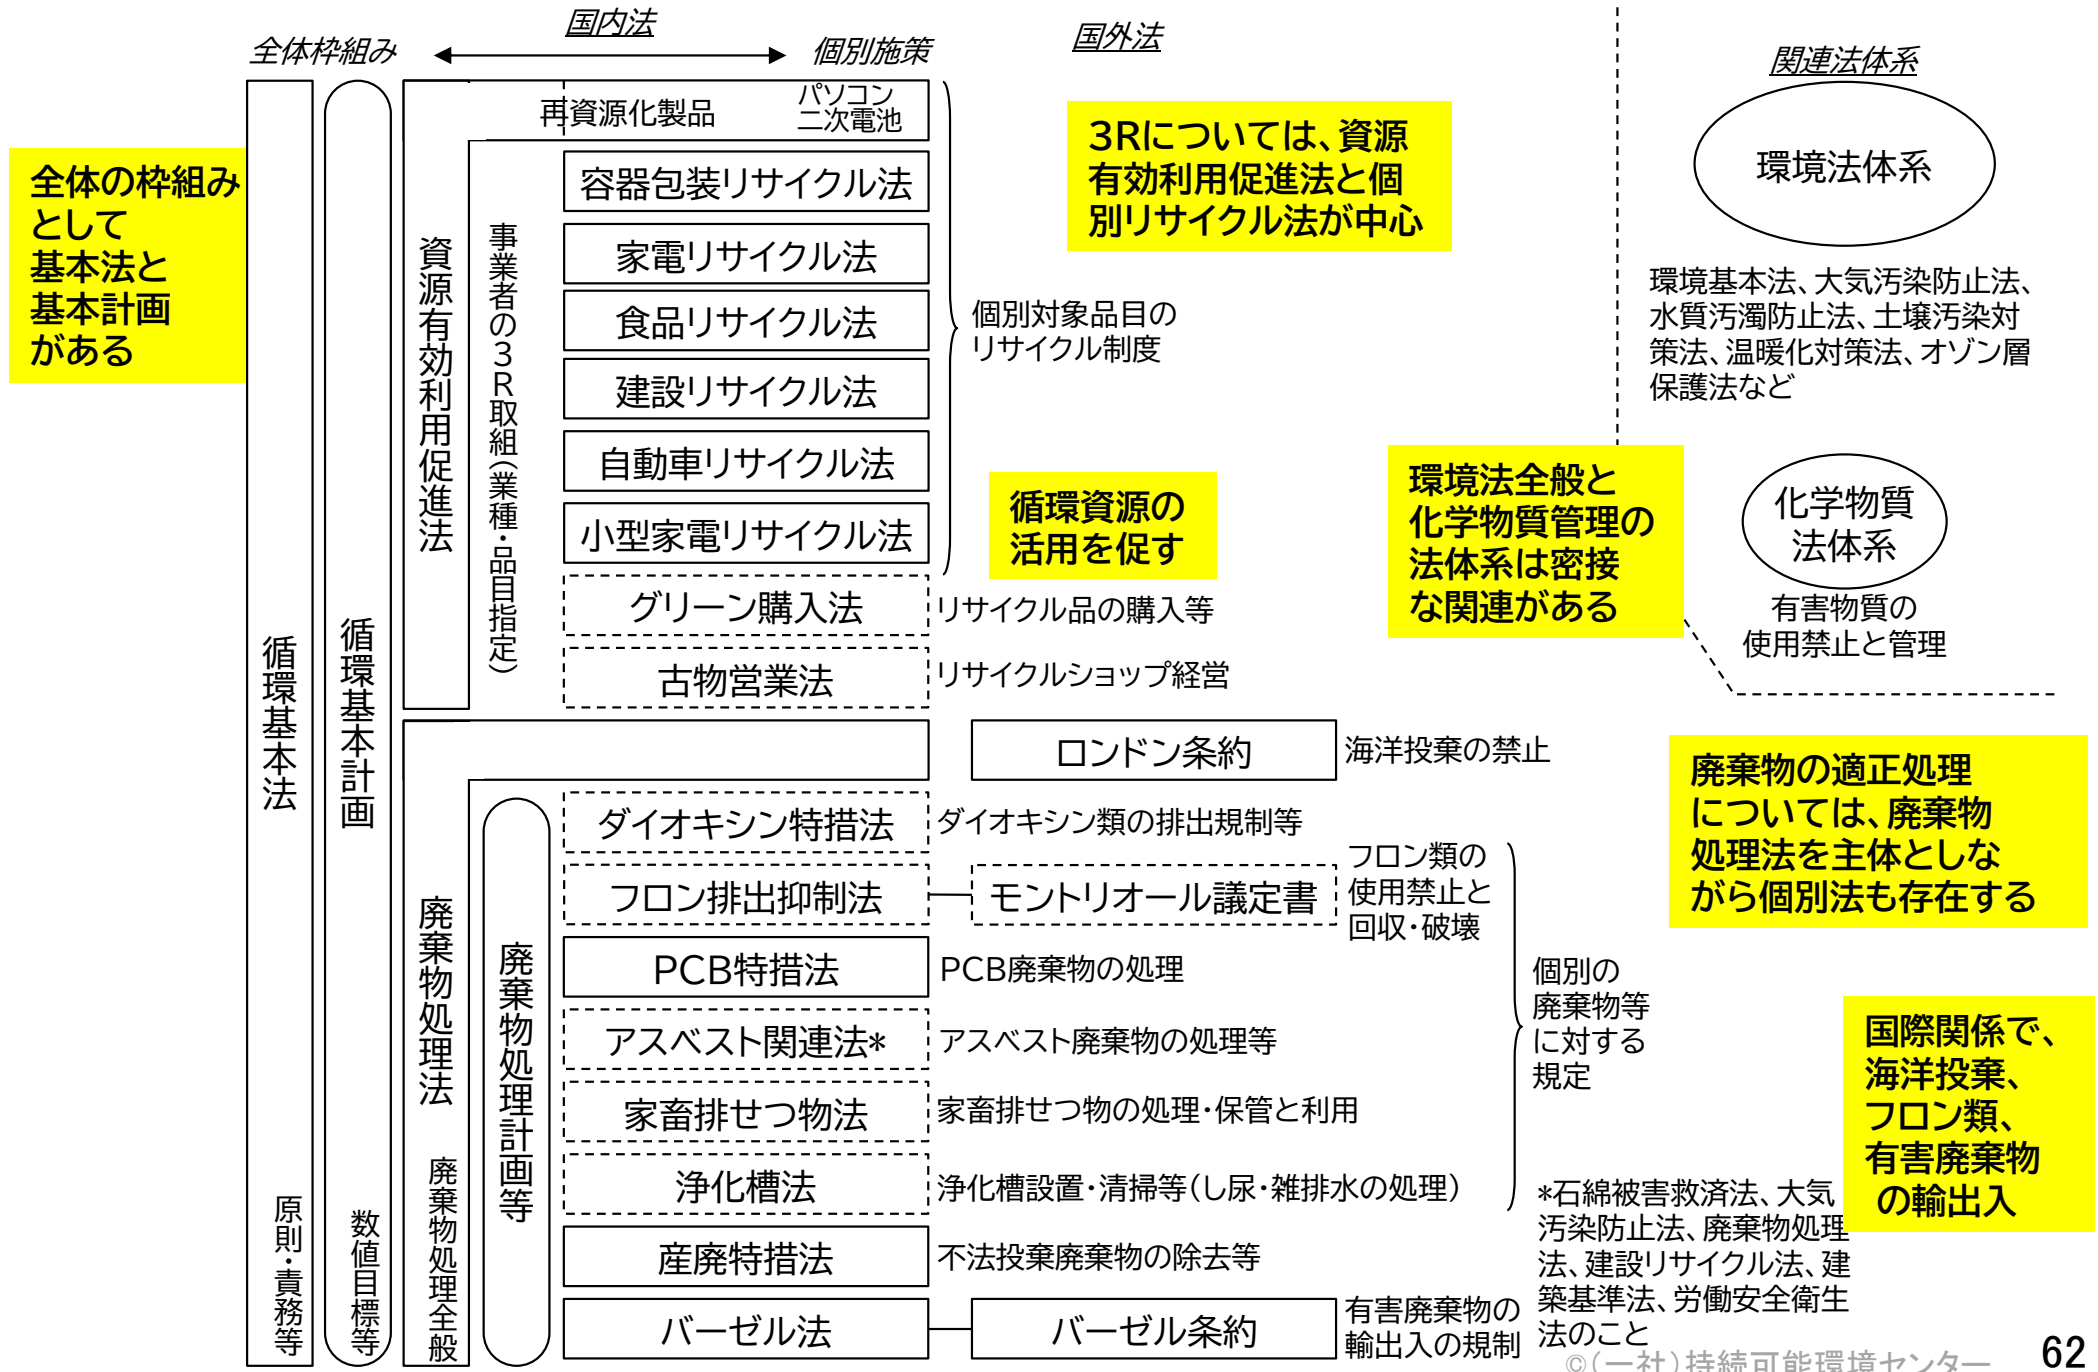 全体枠組み
国内法
個別施策
国外法
関連法体系
全体の枠組み
として
基本法と
基本計画
がある
循環基本法
原則・責務等
循環基本計画
数値目標等
資源有効利用促進法
事業者の３Ｒ取組（業種・品目指定）
再資源化製品
パソコン
二次電池
容器包装リサイクル法
家電リサイクル法
食品リサイクル法
建設リサイクル法
自動車リサイクル法
小型家電リサイクル法
個別対象品目の
リサイクル制度
グリーン購入法
リサイクル品の購入等
古物営業法
リサイクルショップ経営
3Rについては、資源
有効利用促進法と個
別リサイクル法が中心
循環資源の
活用を促す
環境法体系
環境基本法、大気汚染防止法、
水質汚濁防止法、土壌汚染対
策法、温暖化対策法、オゾン層
保護法など
環境法全般と
化学物質管理の
法体系は密接
な関連がある
化学物質
法体系
有害物質の
使用禁止と管理
廃棄物処理法
廃棄物処理全般
廃棄物処理計画等
ロンドン条約
海洋投棄の禁止
ダイオキシン特措法
ダイオキシン類の排出規制等
フロン排出抑制法
モントリオール議定書
フロン類の
使用禁止と
回収・破壊
PCB特措法
PCB廃棄物の処理
アスベスト関連法*
アスベスト廃棄物の処理等
家畜排せつ物法
家畜排せつ物の処理・保管と利用
浄化槽法
浄化槽設置・清掃等（し尿・雑排水の処理）
産廃特措法
不法投棄廃棄物の除去等
バーゼル法
バーゼル条約
有害廃棄物の
輸出入の規制
個別の
廃棄物等
に対する
規定
廃棄物の適正処理
については、廃棄物
処理法を主体としな
がら個別法も存在する
国際関係で、
海洋投棄、
フロン類、
有害廃棄物
の輸出入
*石綿被害救済法、大気
汚染防止法、廃棄物処理
法、建設リサイクル法、建
築基準法、労働安全衛生
法のこと
©（一社）持続可能環境センター
62